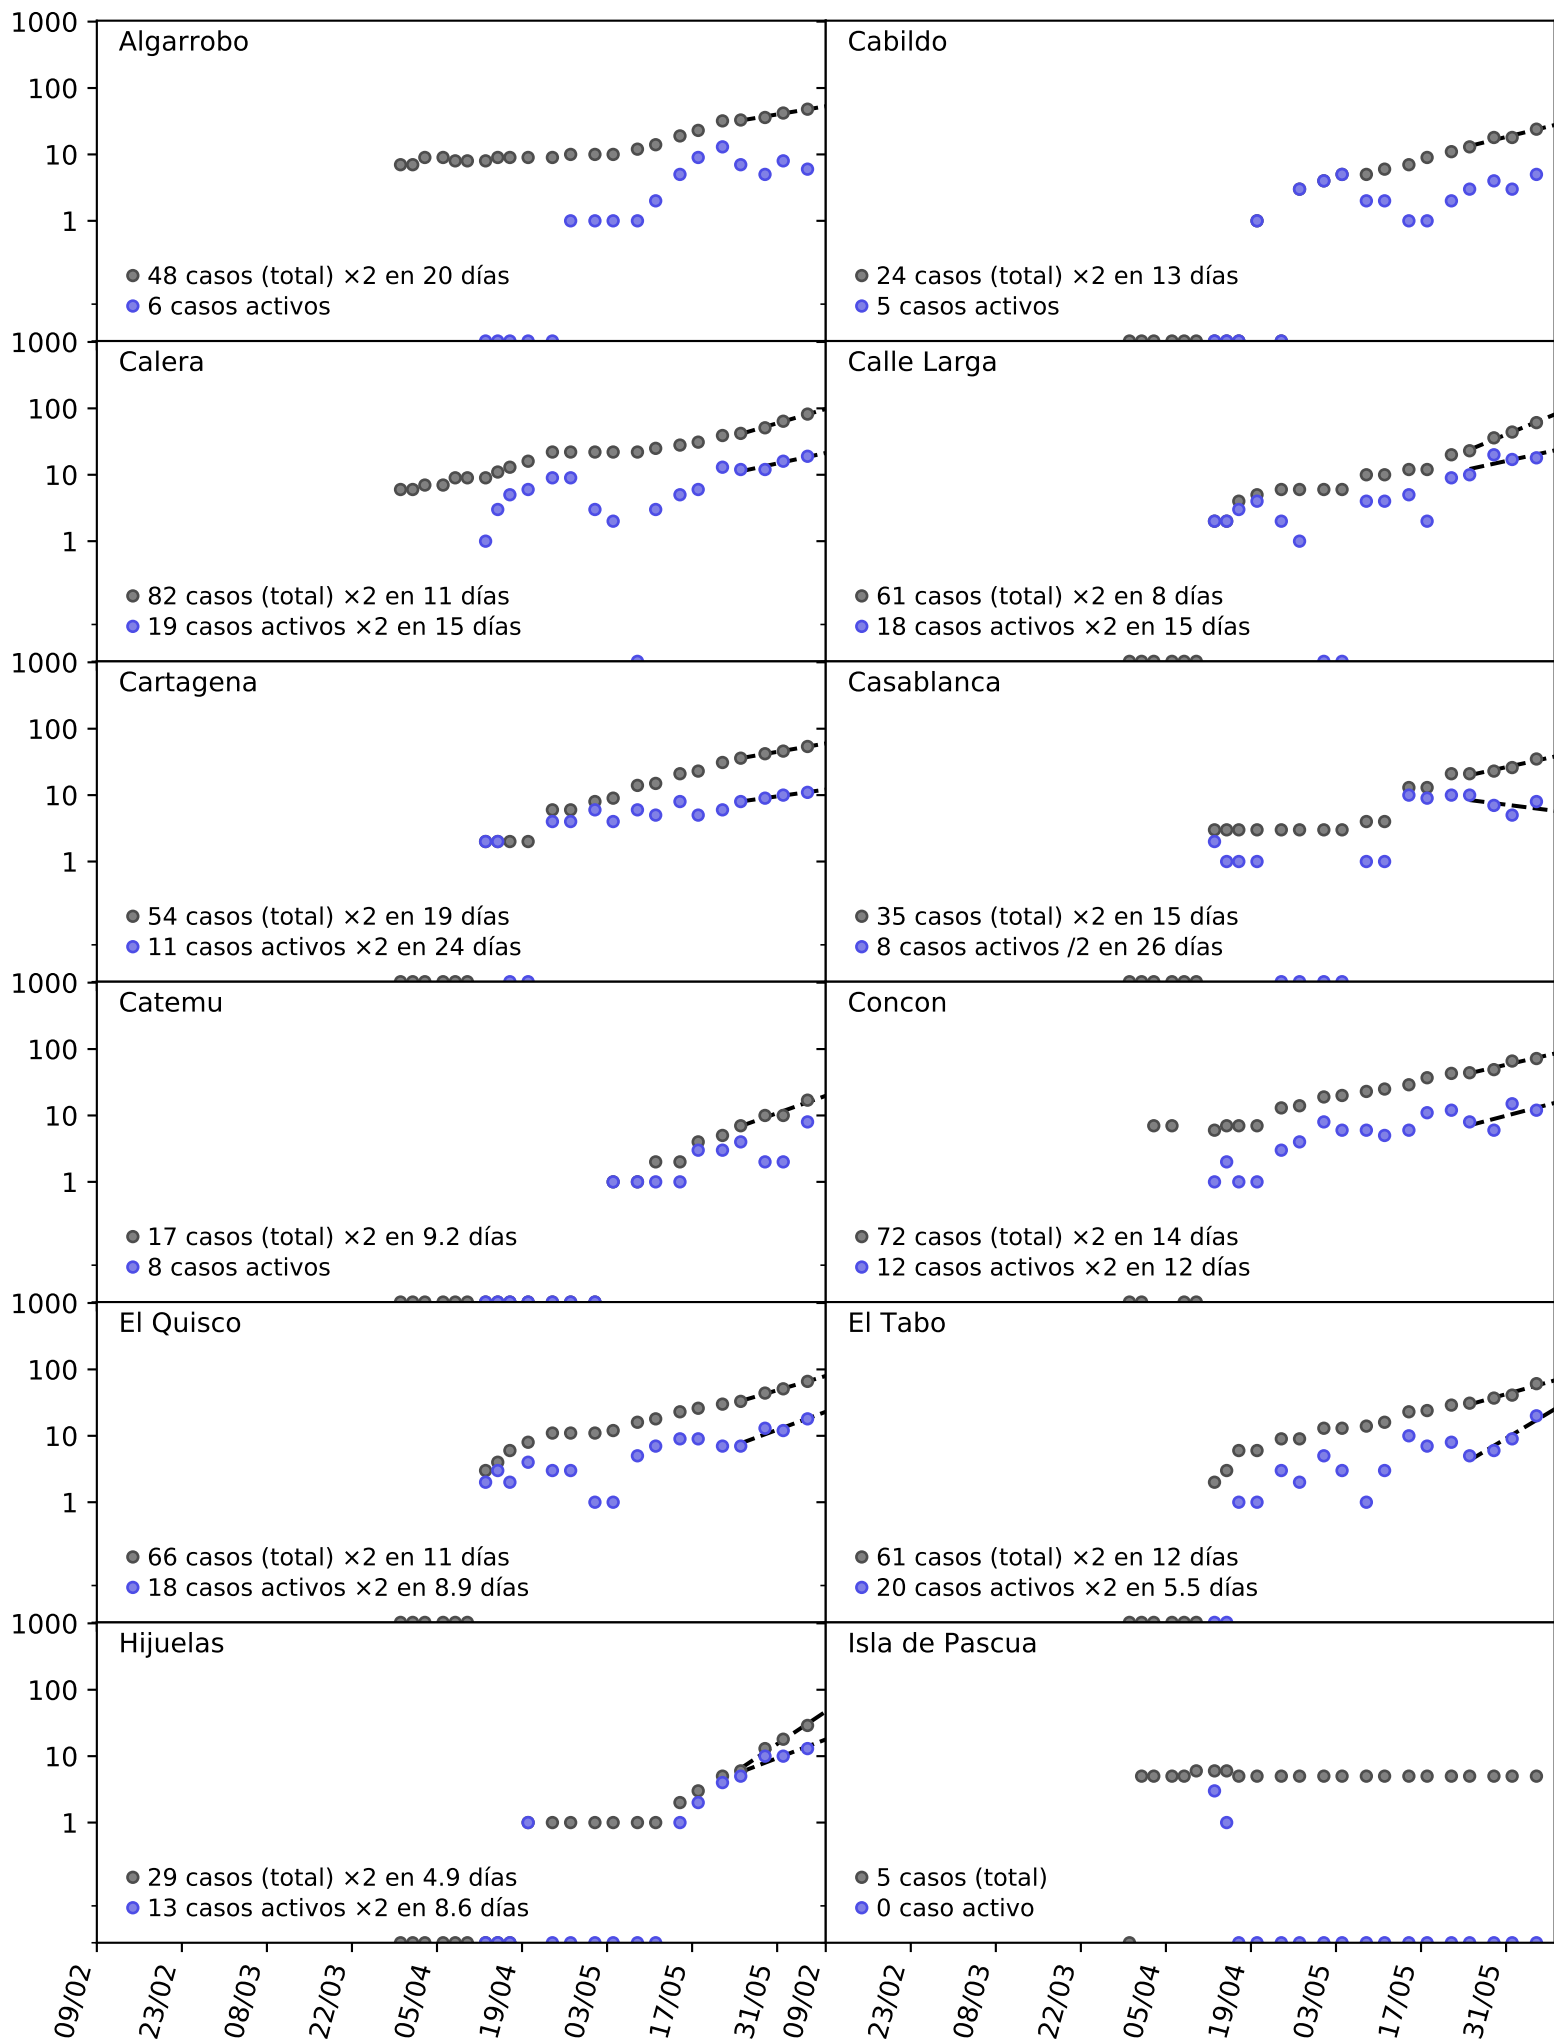 1000
100
10
1
Algarrobo
48 casos (total) ×2 en 20 días
6 casos activos
Cabildo
24 casos (total) ×2 en 13 días
5 casos activos
1000
100
10
1
Calera
82 casos (total) ×2 en 11 días
19 casos activos ×2 en 15 días
Calle Larga
61 casos (total) ×2 en 8 días
18 casos activos ×2 en 15 días
1000
100
10
1
Cartagena
54 casos (total) ×2 en 19 días
11 casos activos ×2 en 24 días
Casablanca
35 casos (total) ×2 en 15 días
8 casos activos /2 en 26 días
1000
100
10
1
Catemu
17 casos (total) ×2 en 9.2 días
8 casos activos
Concon
72 casos (total) ×2 en 14 días
12 casos activos ×2 en 12 días
1000
100
10
1
El Quisco
66 casos (total) ×2 en 11 días
18 casos activos ×2 en 8.9 días
El Tabo
61 casos (total) ×2 en 12 días
20 casos activos ×2 en 5.5 días
1000
100
10
1
Hijuelas
29 casos (total) ×2 en 4.9 días
13 casos activos ×2 en 8.6 días
Isla de Pascua
5 casos (total)
0 caso activo
09/02
23/02
08/03
22/03
05/04
19/04
03/05
17/05
31/05
09/02
23/02
08/03
22/03
05/04
19/04
03/05
17/05
31/05